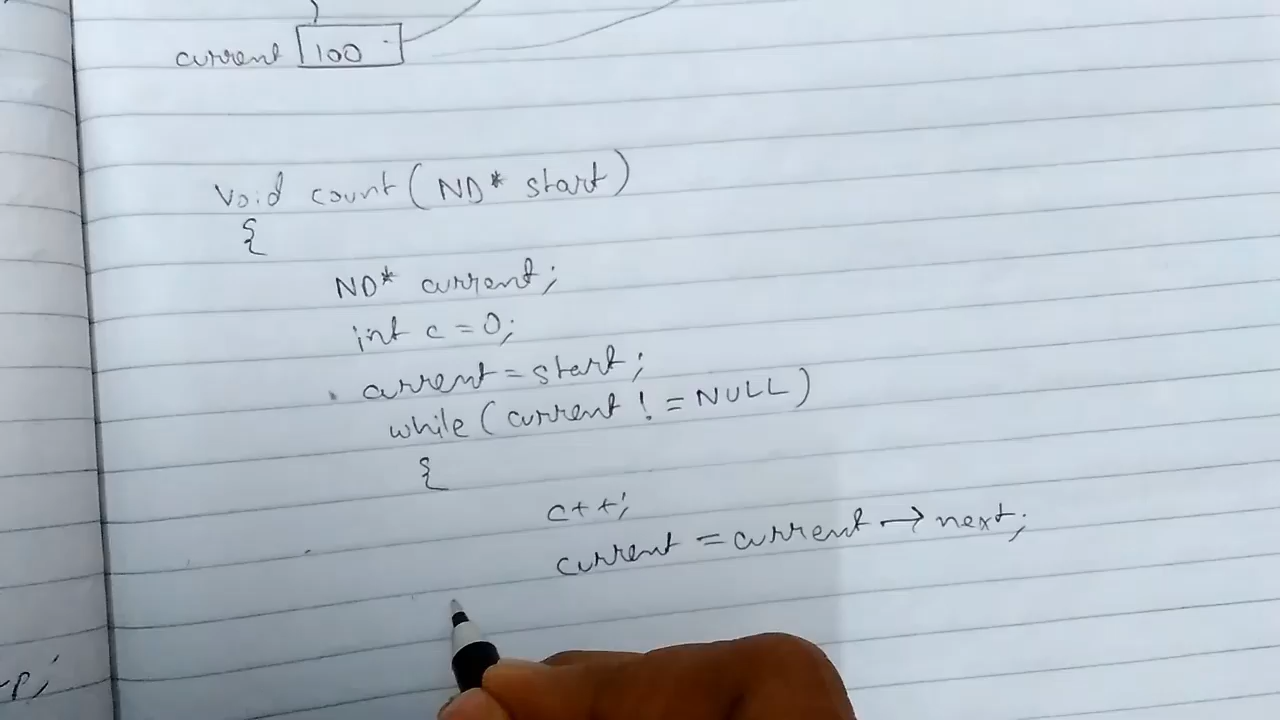 current 100
void count(ND* start)
{
ND* current;
int c = 0;
current = start;
while (current != NULL)
{
c++;
current = current → next;
p;